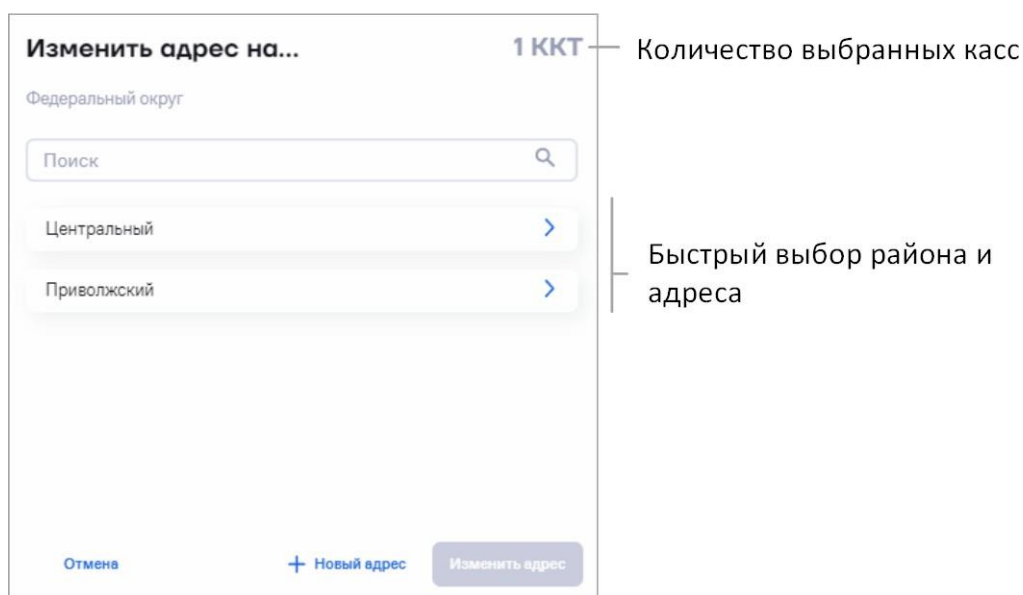 Изменить адрес на...
1 ККТ
Количество выбранных касс
Федеральный округ
Поиск
Центральный
Приволжский
Быстрый выбор района и
адреса
Отмена
+ Новый адрес
Изменить адрес